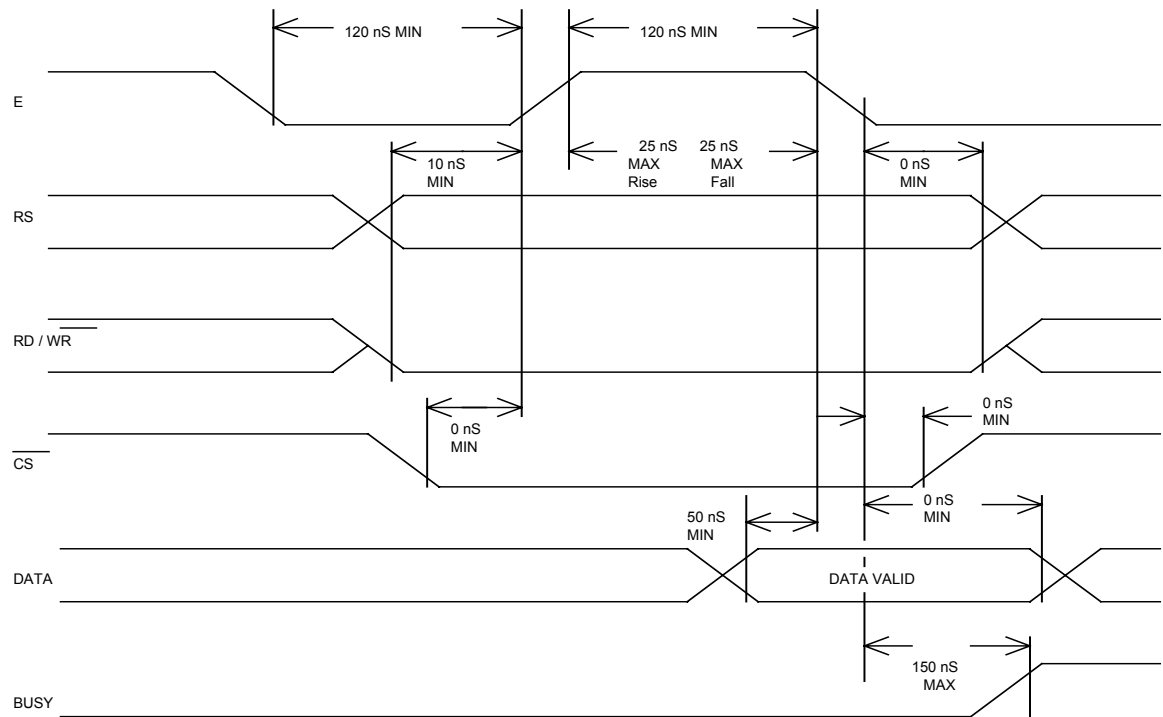 120 nS MIN
120 nS MIN
E
10 nS
MIN
25 nS
MAX
Rise
25 nS
MAX
Fall
0 nS
MIN
RS
RD / WR
0 nS
MIN
0 nS
MIN
CS
50 nS
MIN
0 nS
MIN
DATA
DATA VALID
150 nS
MAX
BUSY